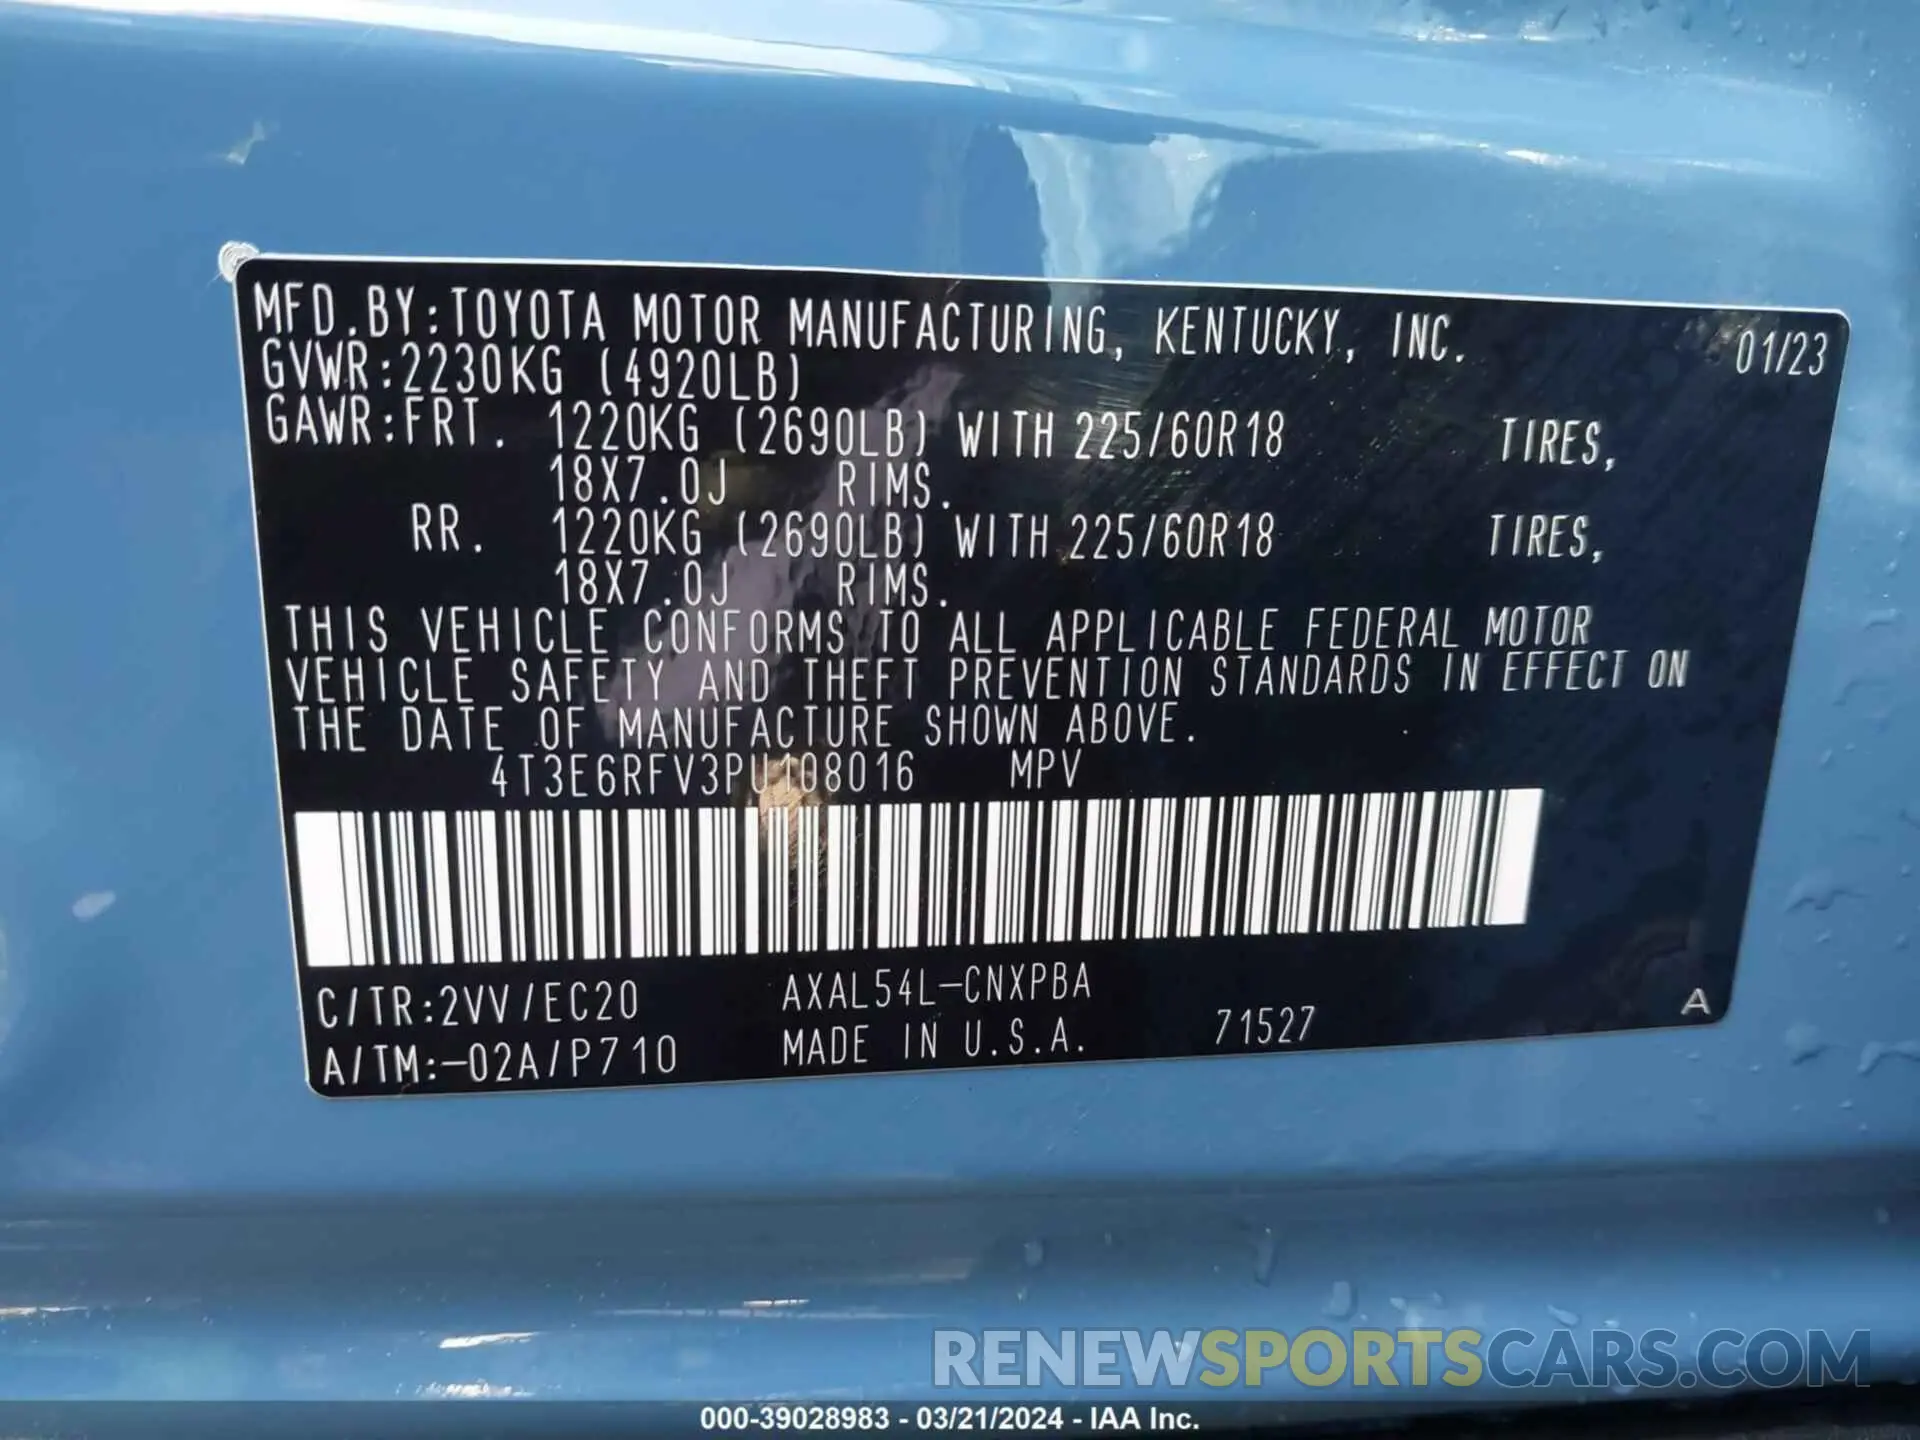 MFD.BY:TOYOTA MOTOR MANUFACTURING, KENTUCKY, INC. 01/23
GVWR:2230KG (4920LB)
GAWR:FRT. 1220KG (2690LB) WITH 225/60R18 TIRES,
18X7.0J RIMS.
RR. 1220KG (2690LB) WITH 225/60R18 TIRES,
18X7.0J RIMS.
THIS VEHICLE CONFORMS TO ALL APPLICABLE FEDERAL MOTOR
VEHICLE SAFETY AND THEFT PREVENTION STANDARDS IN EFFECT ON
THE DATE OF MANUFACTURE SHOWN ABOVE.
4T3E6RFV3PU108016 MPV
C/TR:2VV/EC20 AXAL54L-CNXPBA
A/TM:-02A/P710 MADE IN U.S.A. 71527 A
RENEWSPORTSCARS.COM
000-39028983 - 03/21/2024 - IAA Inc.